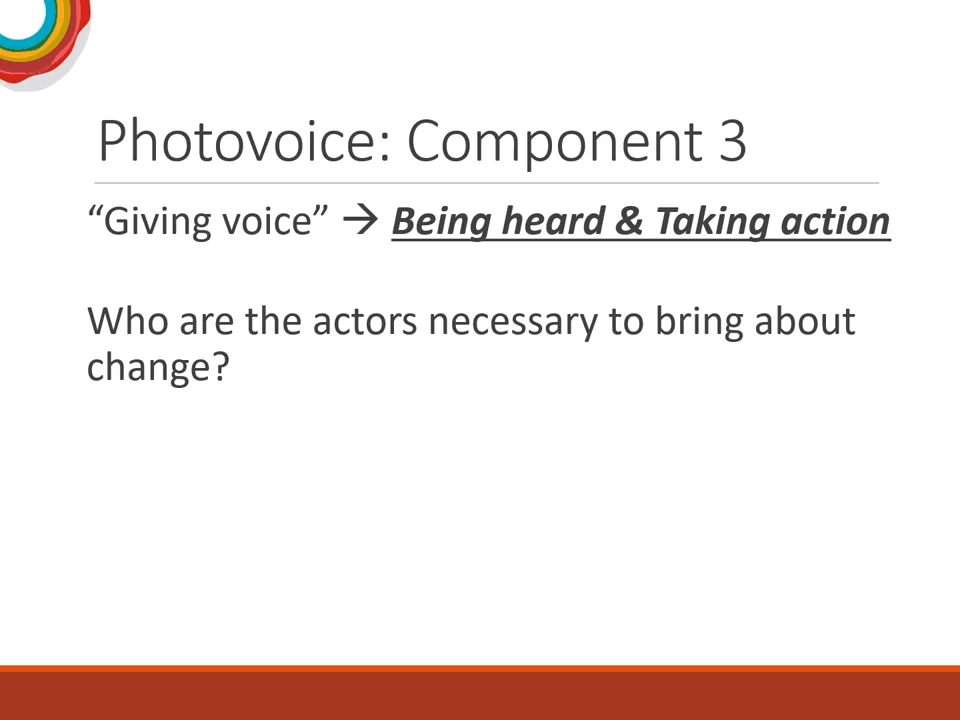 Photovoice: Component 3
“Giving voice” → Being heard & Taking action
Who are the actors necessary to bring about
change?